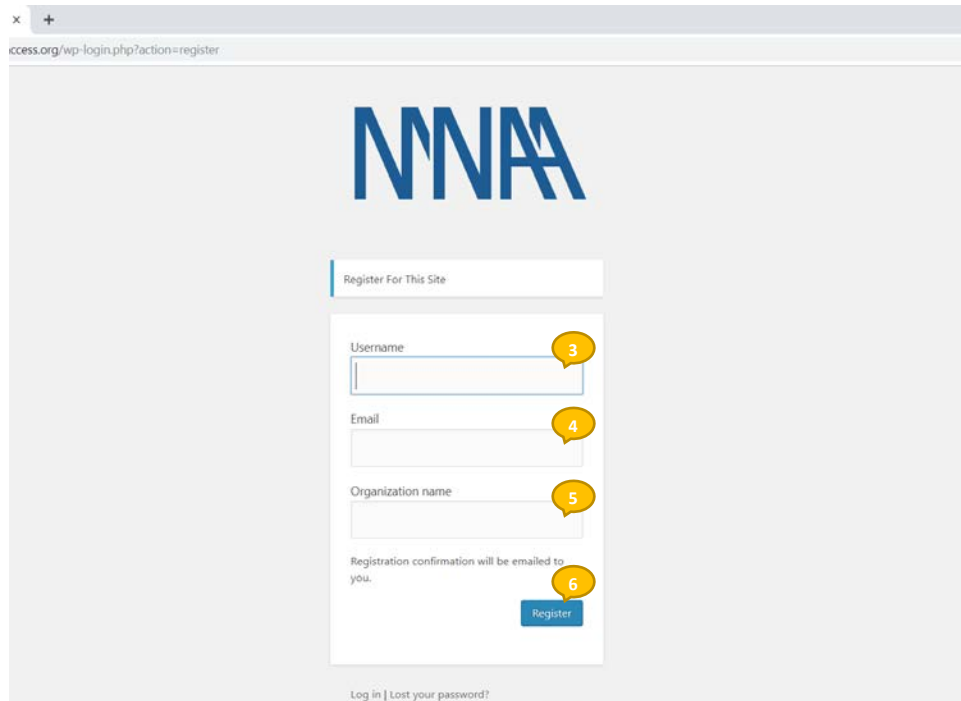 × +
ccess.org/wp-login.php?action=register
NNAA
Register For This Site
Username
3
Email
4
Organization name
5
Registration confirmation will be emailed to
you.
6
Register
Log in | Lost your password?